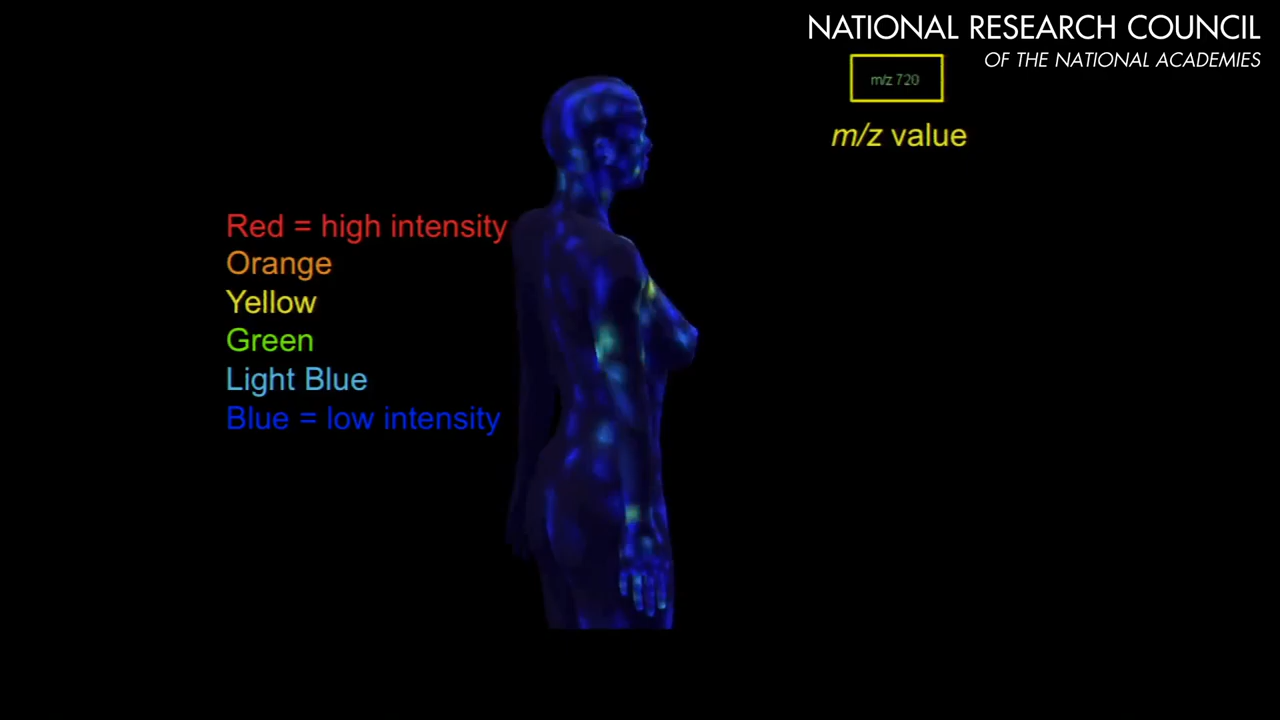 NATIONAL RESEARCH COUNCIL
OF THE NATIONAL ACADEMIES
m/z 720
m/z value
Red = high intensity
Orange
Yellow
Green
Light Blue
Blue = low intensity